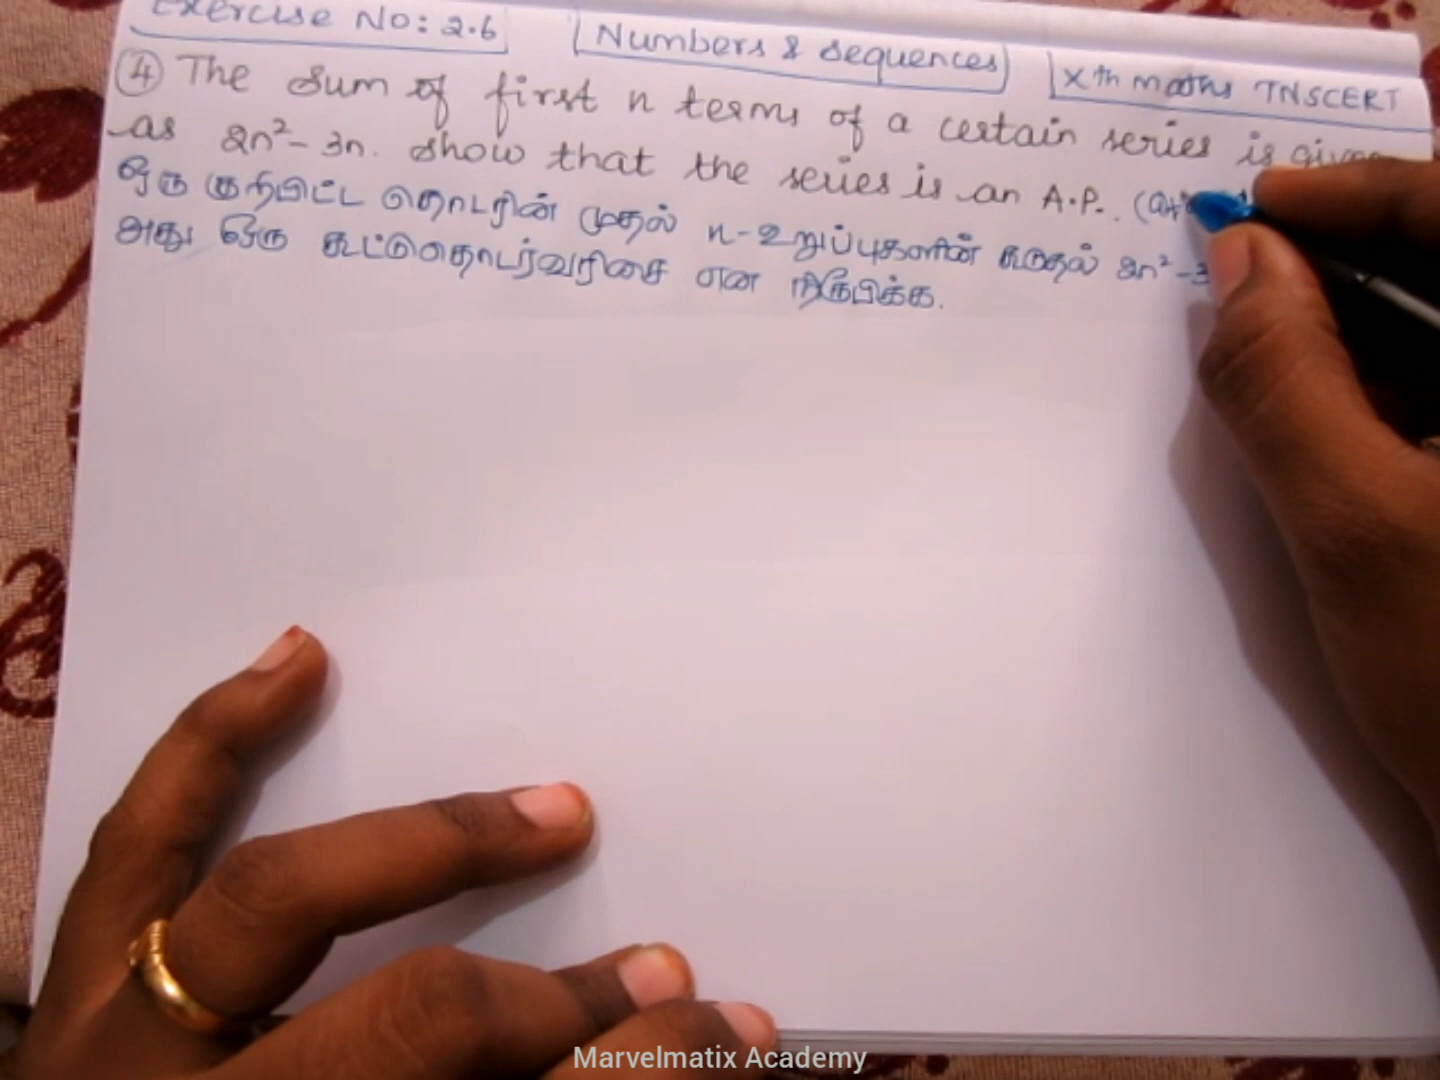 Exercise No: 2.6
Numbers & Sequences
Xth maths TNSCERT
④ The sum of first n terms of a certain series is given
as 2n²- 3n. show that the series is an A.P.
ஒரு குறிப்பிட்ட தொடரின் முதல் n-உறுப்புகளின் கூடுதல் 2n²-3
அது ஒரு கூட்டுதொடர்வரிசை என நிரூபிக்க.
Marvelmatix Academy